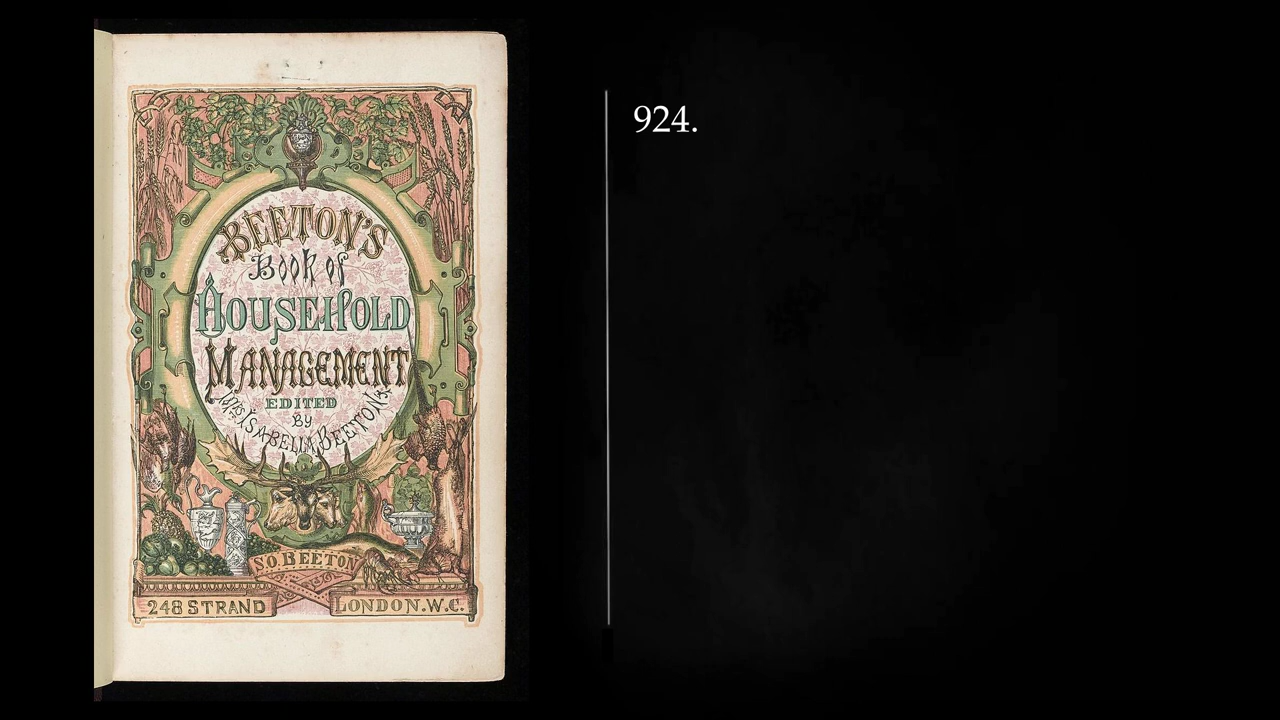 BEETON'S
Book of
HOUSEHOLD
MANAGEMENT
EDITED
By
Mrs ISABELLA BEETON
S.O. BEETON
248 STRAND
LONDON.W.C.
924.